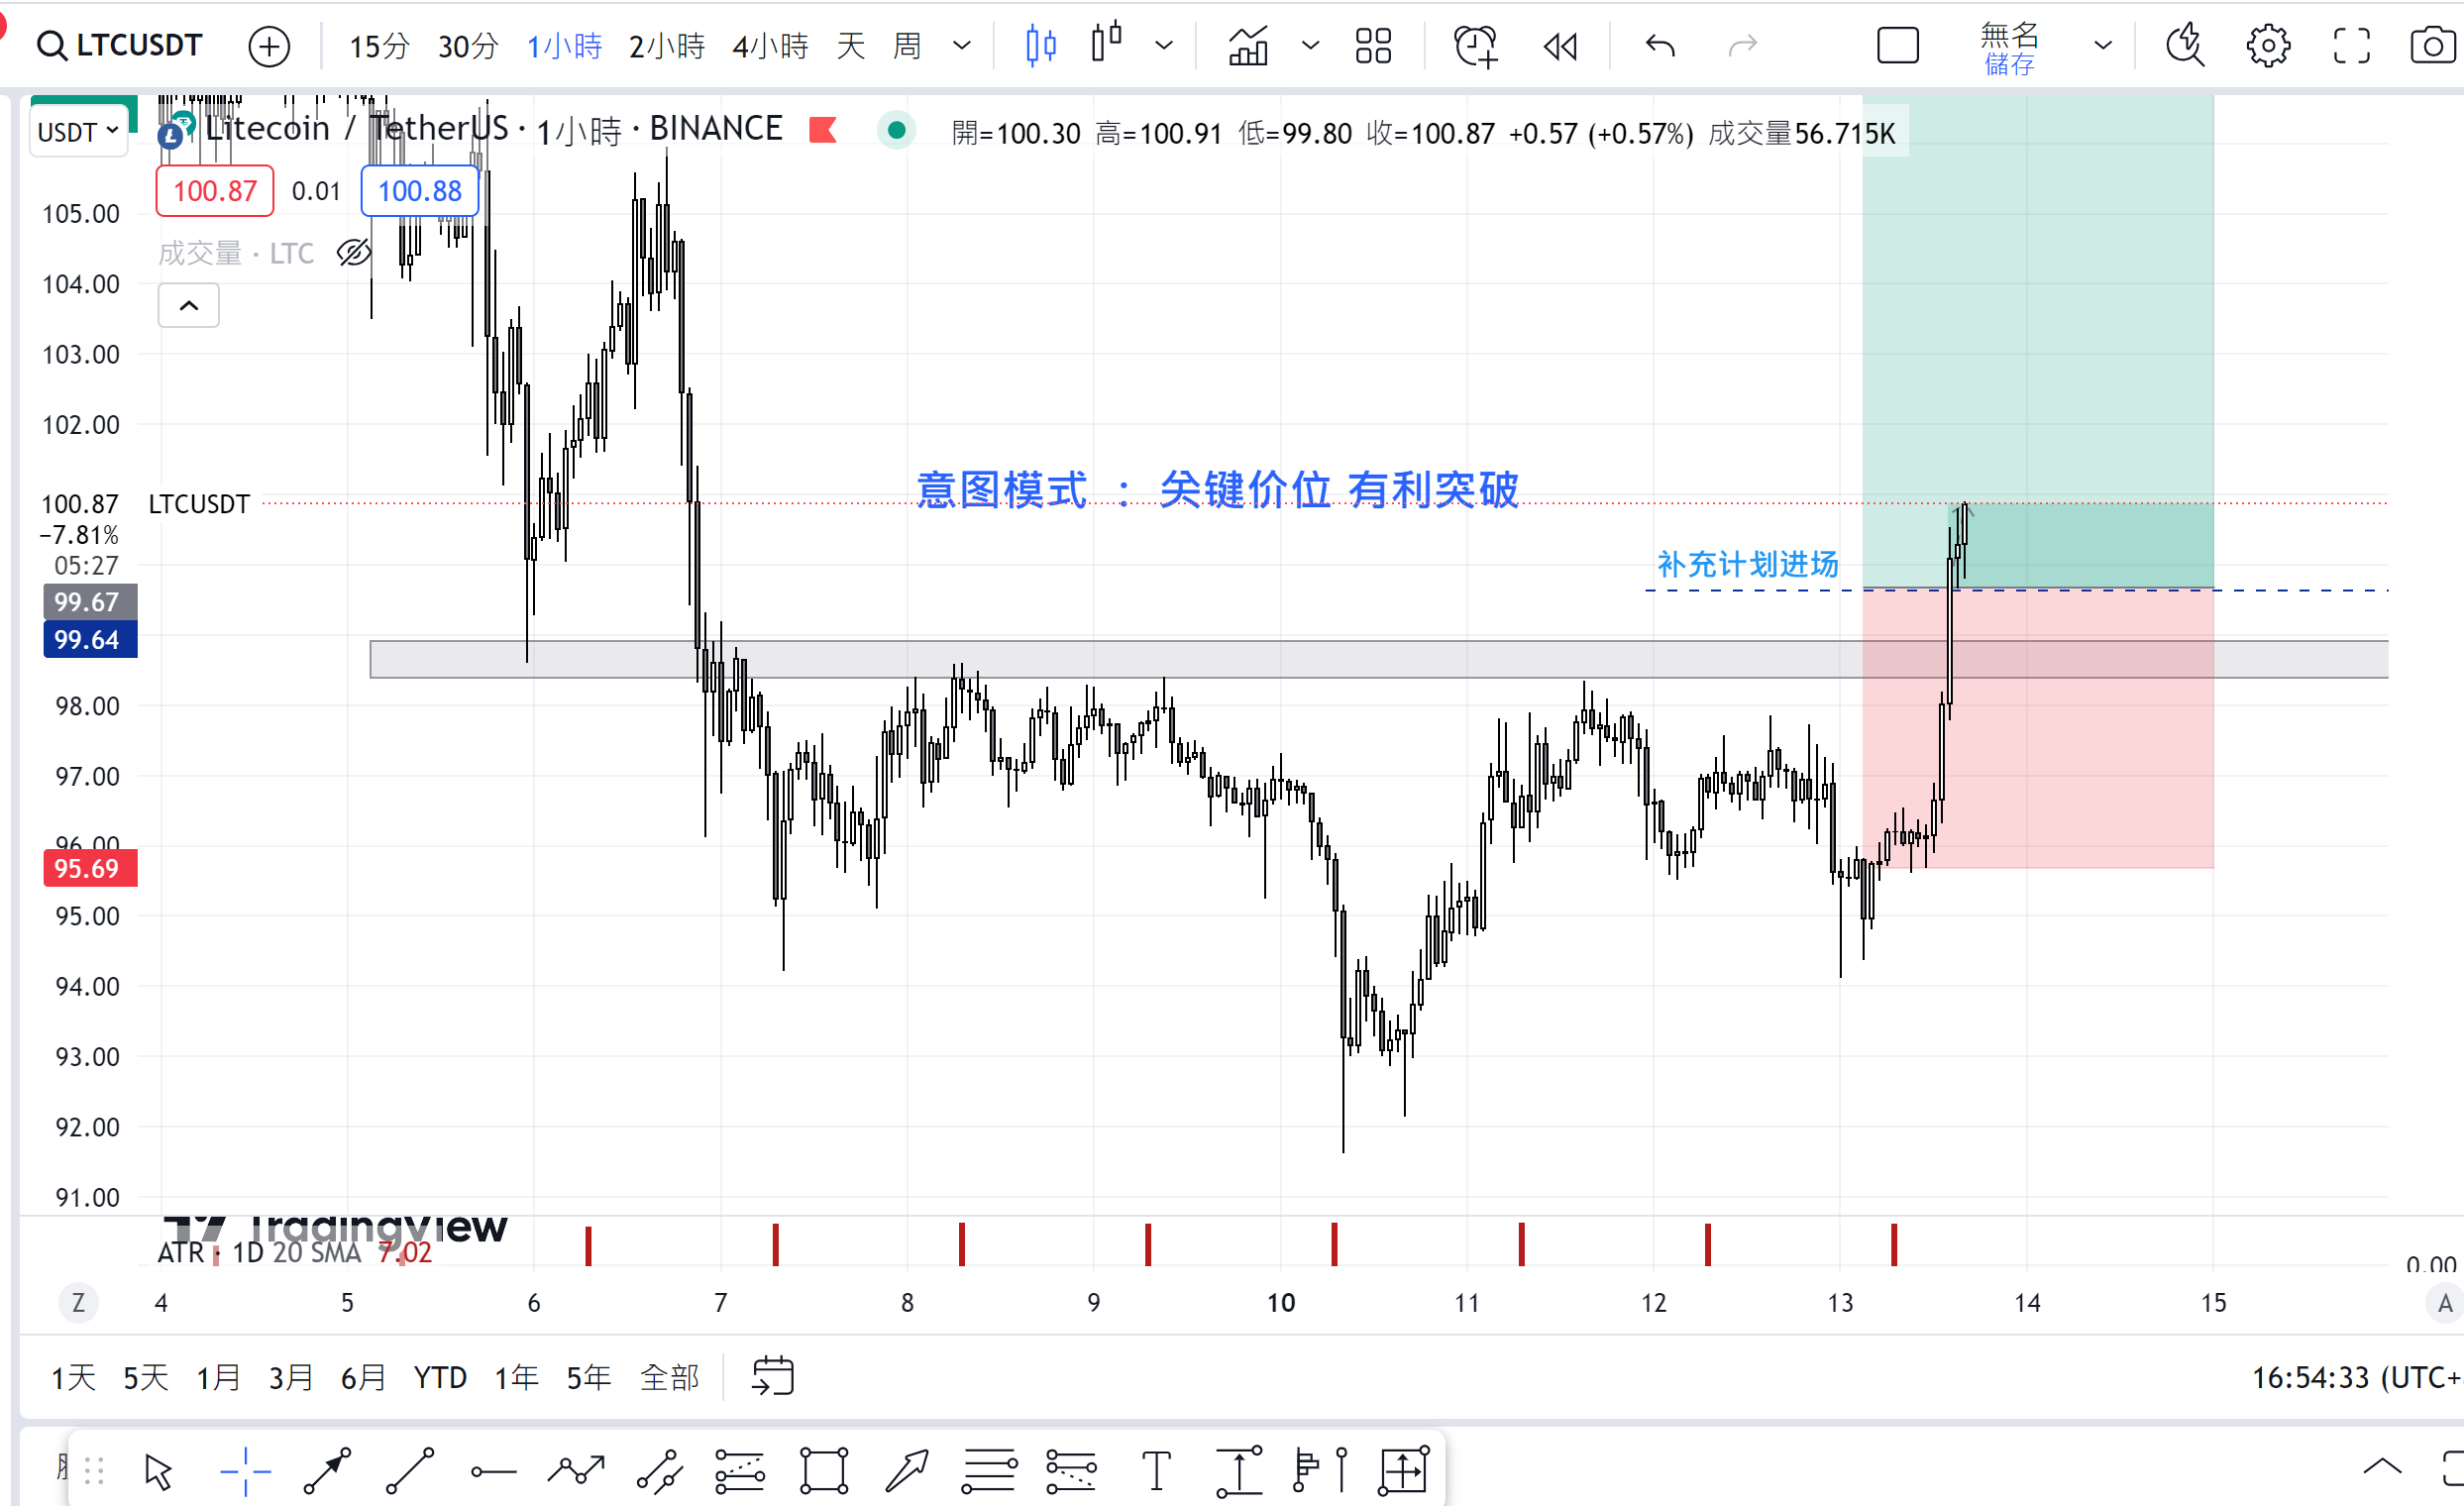 LTCUSDT 15分 30分 1小時 2小時 4小時 天 周 無名
儲存
USDT Litecoin / TetherUS · 1小時 · BINANCE 開=100.30 高=100.91 低=99.80 收=100.87 +0.57 (+0.57%) 成交量56.715K
100.87 0.01 100.88
成交量 · LTC
105.00
104.00
103.00
102.00
意图模式 ： 关键价位 有利突破
100.87 LTCUSDT
−7.81%
05:27
补充计划进场
99.67
99.64
98.00
97.00
96.00
95.69
95.00
94.00
93.00
92.00
91.00
TradingView
ATR · 1D 20 SMA 7.02
0.00
Z 4 5 6 7 8 9 10 11 12 13 14 15 A
1天 5天 1月 3月 6月 YTD 1年 5年 全部 16:54:33 (UTC+